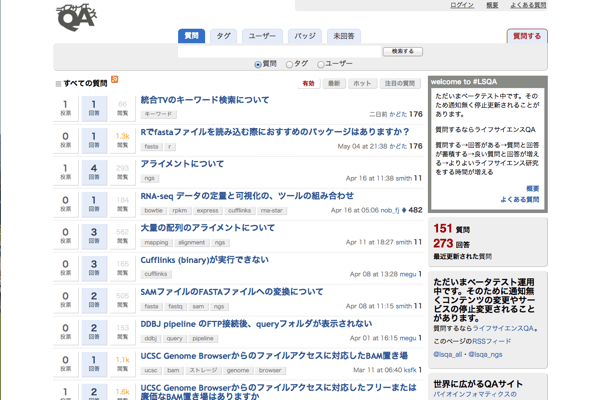 ライフサイエンス
QA
ログイン 概要 よくある質問
質問 タグ ユーザー バッジ 未回答 質問する
検索する
質問 タグ ユーザー
すべての質問
有効 最新 ホット 注目の質問
1 投票 1 回答 86 閲覧
統合TVのキーワード検索について
キーワード
二日前 かどた 176
0 投票 1 回答 1.3k 閲覧
Rでfastaファイルを読み込む際におすすめのパッケージはありますか？
fasta r
May 04 at 21:38 かどた 176
1 投票 4 回答 293 閲覧
アライメントについて
ngs
Apr 16 at 11:38 smith 11
0 投票 1 回答 184 閲覧
RNA-seq データの定量と可視化の、ツールの組み合わせ
bowtie rpkm express cufflinks rna-star
Apr 16 at 05:06 nob_fj ♦ 482
0 投票 3 回答 562 閲覧
大量の配列のアライメントについて
mapping alignment ngs
Apr 11 at 18:27 smith 11
0 投票 3 回答 165 閲覧
Cufflinks (binary)が実行できない
cufflinks
Apr 08 at 13:28 megu 1
0 投票 2 回答 505 閲覧
SAMファイルのFASTAファイルへの変換について
fasta fastq sam ngs
Apr 08 at 11:15 smith 11
0 投票 2 回答 153 閲覧
DDBJ pipeline のFTP接続後、queryフォルダが表示されない
ddbj query pipeline
Apr 01 at 16:15 megu 1
0 投票 1 回答 1.1k 閲覧
UCSC Genome Browserからのファイルアクセスに対応したBAM置き場
ucsc bam ストレージ genome browser
Mar 11 at 06:40 ksfk 1
1 投票 2 回答 1.6k 閲覧
UCSC Genome Browserからのファイルアクセスに対応したフリーまたは
廉価なBAM置き場はありますか
welcome to #LSQA
ただいまベータテスト中です。そのため通知無く停止更新されることがあります。
質問するならライフサイエンスQA
質問する→回答がある→質問と回答が蓄積する→良い質問と回答が増える→よりよいライフサイエンス研究をする時間が増える
概要
よくある質問
151 質問
273 回答
最近更新された質問
ただいまベータテスト運用中です。そのために通知無くコンテンツの変更やサービスの停止変更されることがあります。
質問するならライフサイエンスQA。
このページのRSSフィード
@lsqa_all・@lsqa_ngs
世界に広がるQAサイト
バイオインフォマティクスの